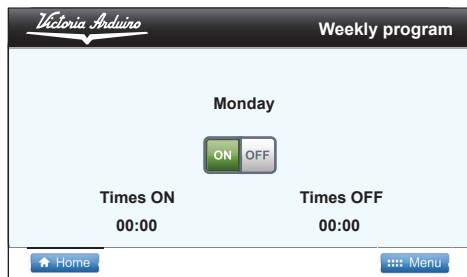 Victoria Arduino
Weekly program
Monday
ON OFF
Times ON Times OFF
00:00 00:00
Home Menu